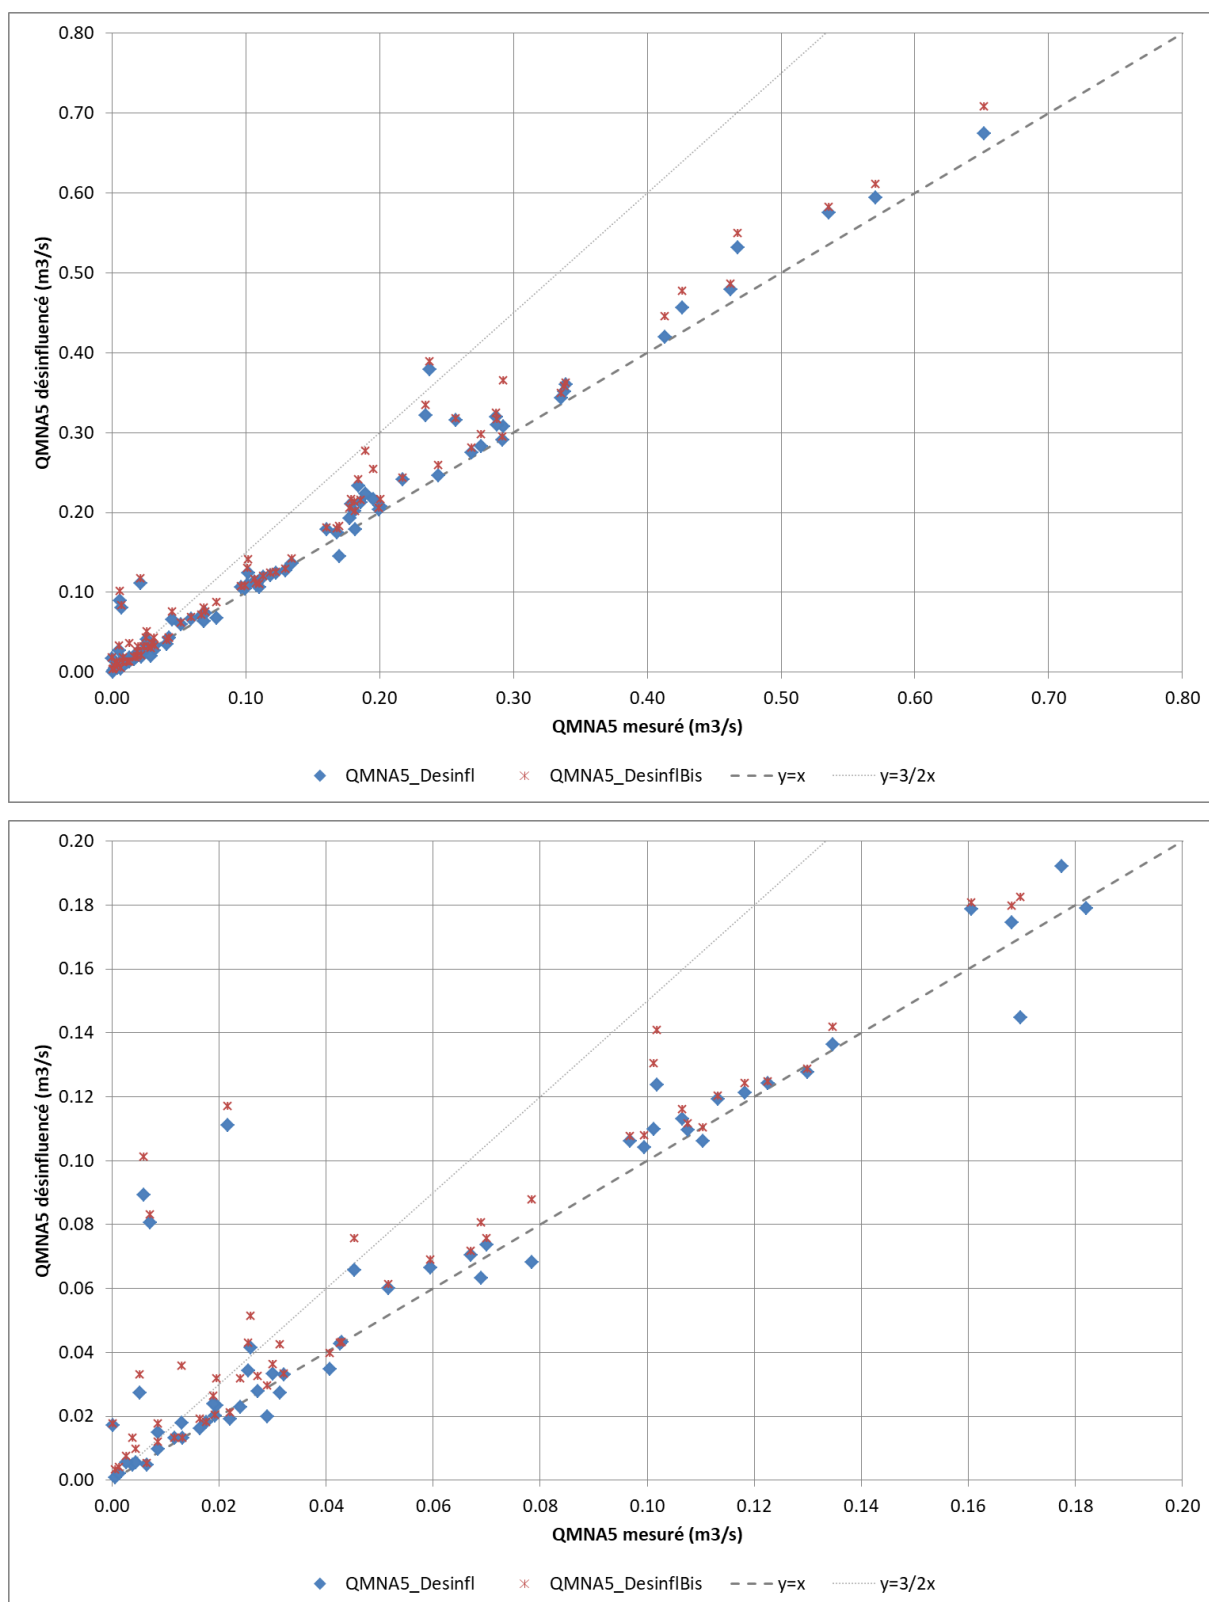 0.80
0.70
0.60
0.50
0.40
0.30
0.20
0.10
0.00
QMNA5 désinfluencé (m3/s)
0.00 0.10 0.20 0.30 0.40 0.50 0.60 0.70 0.80
QMNA5 mesuré (m3/s)
QMNA5_Desinfl QMNA5_DesinflBis y=x y=3/2x
0.20
0.18
0.16
0.14
0.12
0.10
0.08
0.06
0.04
0.02
0.00
QMNA5 désinfluencé (m3/s)
0.00 0.02 0.04 0.06 0.08 0.10 0.12 0.14 0.16 0.18 0.20
QMNA5 mesuré (m3/s)
QMNA5_Desinfl QMNA5_DesinflBis y=x y=3/2x